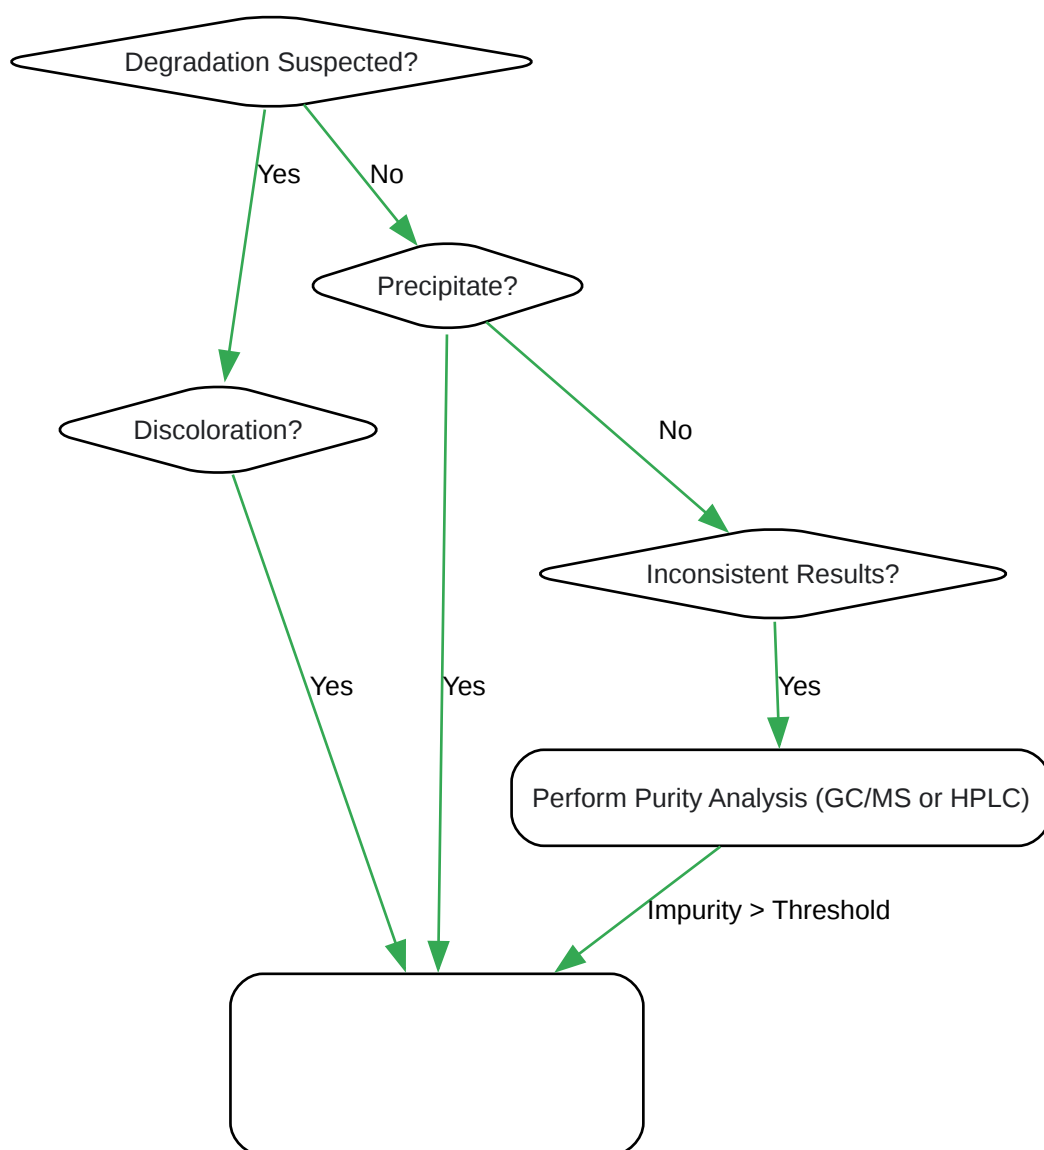 Degradation Suspected?
Yes
No
Precipitate?
Discoloration?
No
Inconsistent Results?
Yes
Yes
Yes
Perform Purity Analysis (GC/MS or HPLC)
Impurity > Threshold